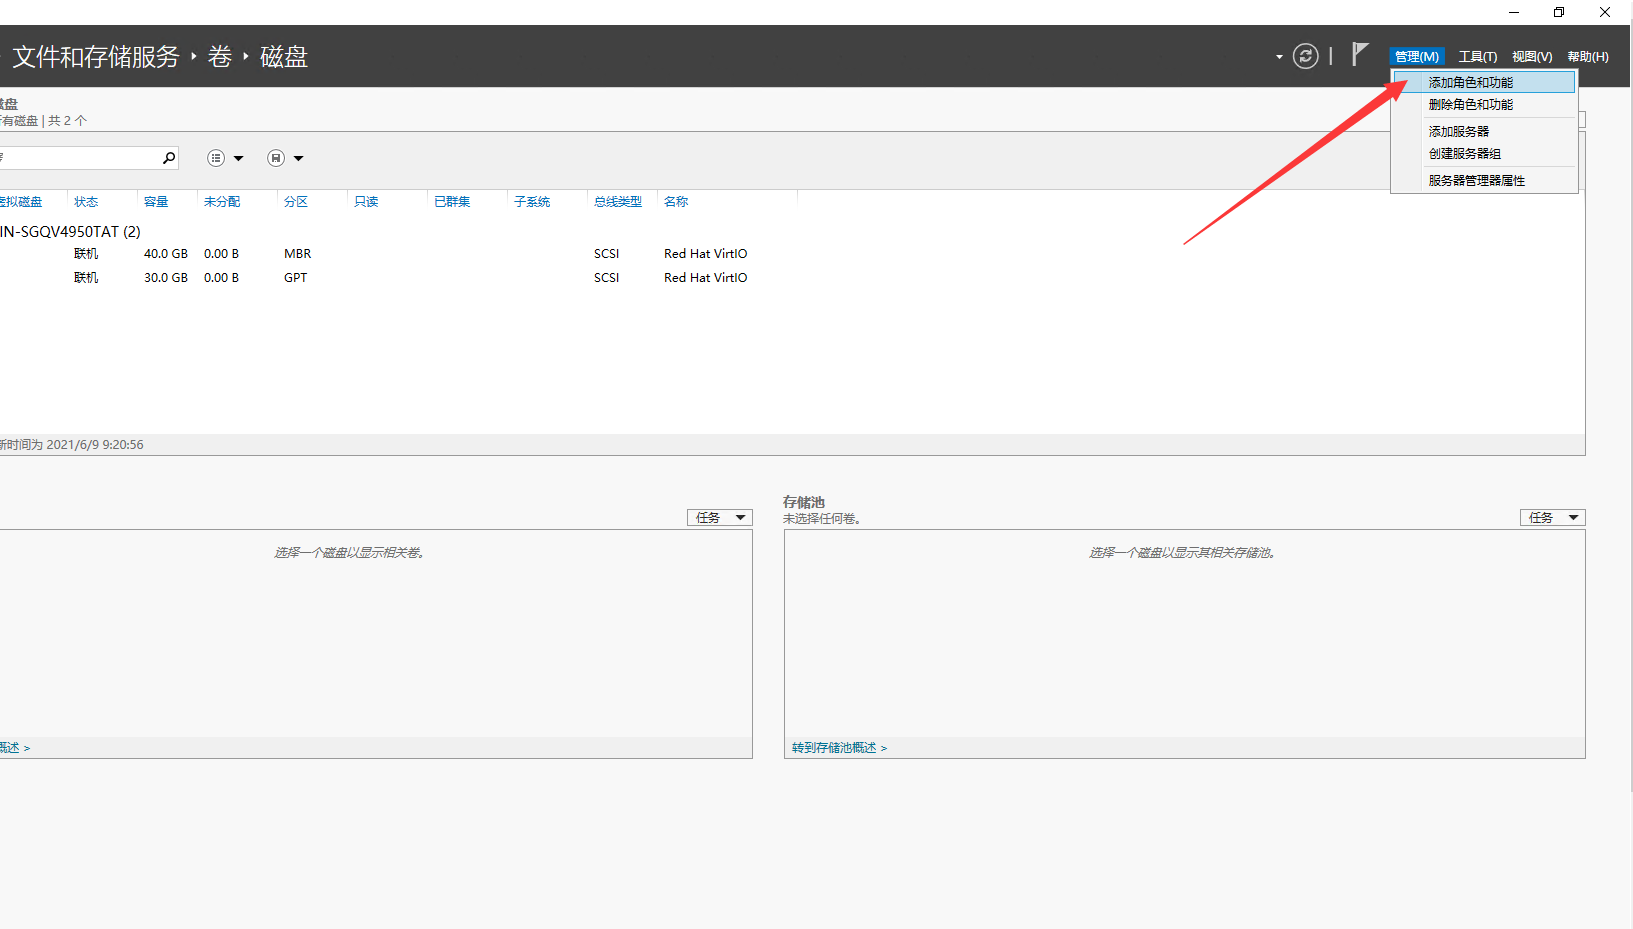 文件和存储服务 卷 磁盘
管理(M) 工具(T) 视图(V) 帮助(H)
添加角色和功能
删除角色和功能
添加服务器
创建服务器组
服务器管理器属性
磁盘
所有磁盘 | 共 2 个
虚拟磁盘 状态 容量 未分配 分区 只读 已群集 子系统 总线类型 名称
IN-SGQV4950TAT (2)
联机 40.0 GB 0.00 B MBR SCSI Red Hat VirtIO
联机 30.0 GB 0.00 B GPT SCSI Red Hat VirtIO
新时间为 2021/6/9 9:20:56
任务
选择一个磁盘以显示相关卷。
概述 >
存储池
未选择任何卷。
任务
选择一个磁盘以显示其相关存储池。
转到存储池概述 >